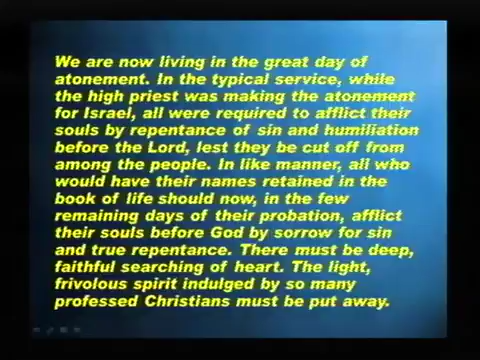 We are now living in the great day of
atonement. In the typical service, while
the high priest was making the atonement
for Israel, all were required to afflict their
souls by repentance of sin and humiliation
before the Lord, lest they be cut off from
among the people. In like manner, all who
would have their names retained in the
book of life should now, in the few
remaining days of their probation, afflict
their souls before God by sorrow for sin
and true repentance. There must be deep,
faithful searching of heart. The light,
frivolous spirit indulged by so many
professed Christians must be put away.